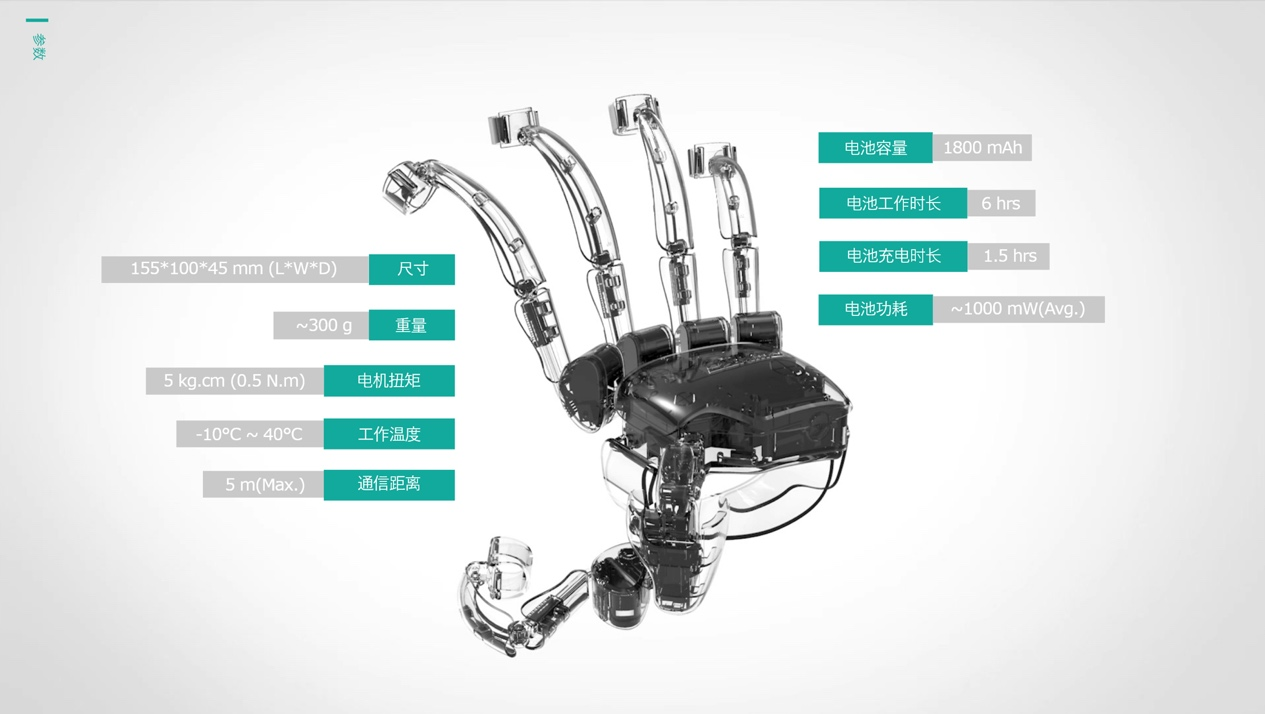 参数
155*100*45 mm (L*W*D) 尺寸
~300 g 重量
5 kg.cm (0.5 N.m) 电机扭矩
-10°C ~ 40°C 工作温度
5 m(Max.) 通信距离
电池容量 1800 mAh
电池工作时长 6 hrs
电池充电时长 1.5 hrs
电池功耗 ~1000 mW(Avg.)